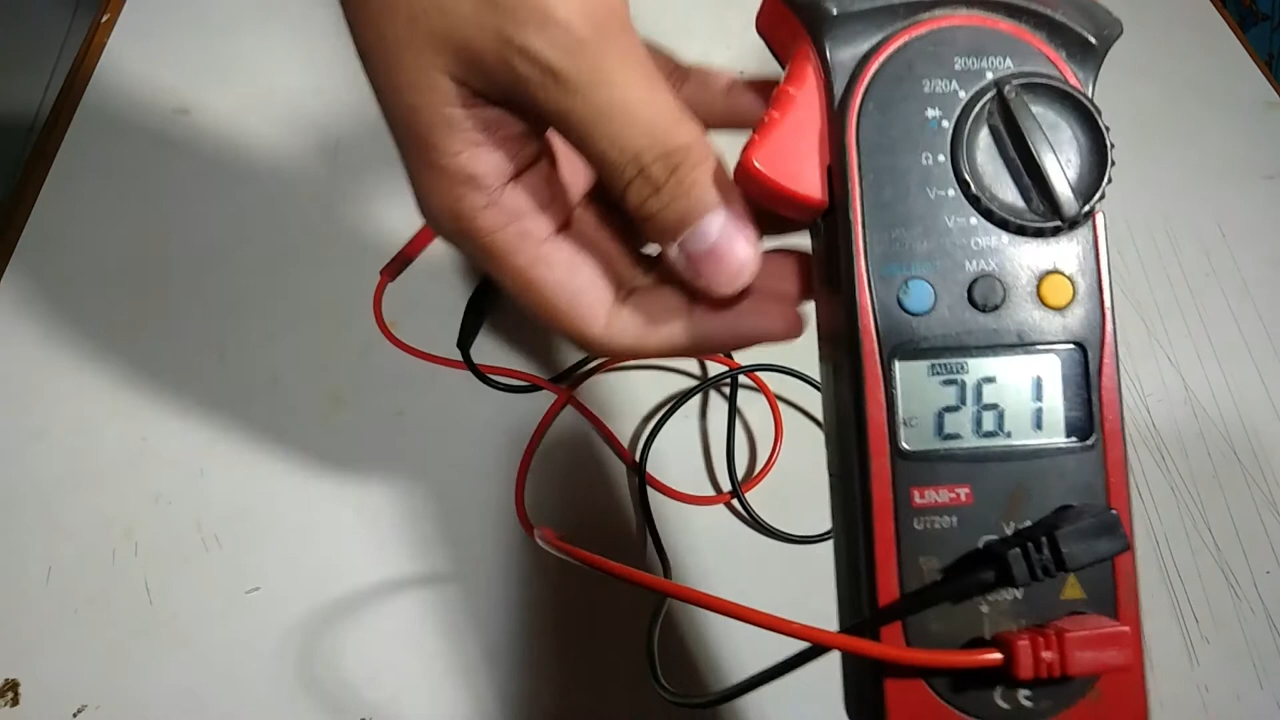 200/400A
2/20A
Ω
V~
V⎓
OFF
MAX
AUTO
AC
26.1
UNI-T
UT201
CE